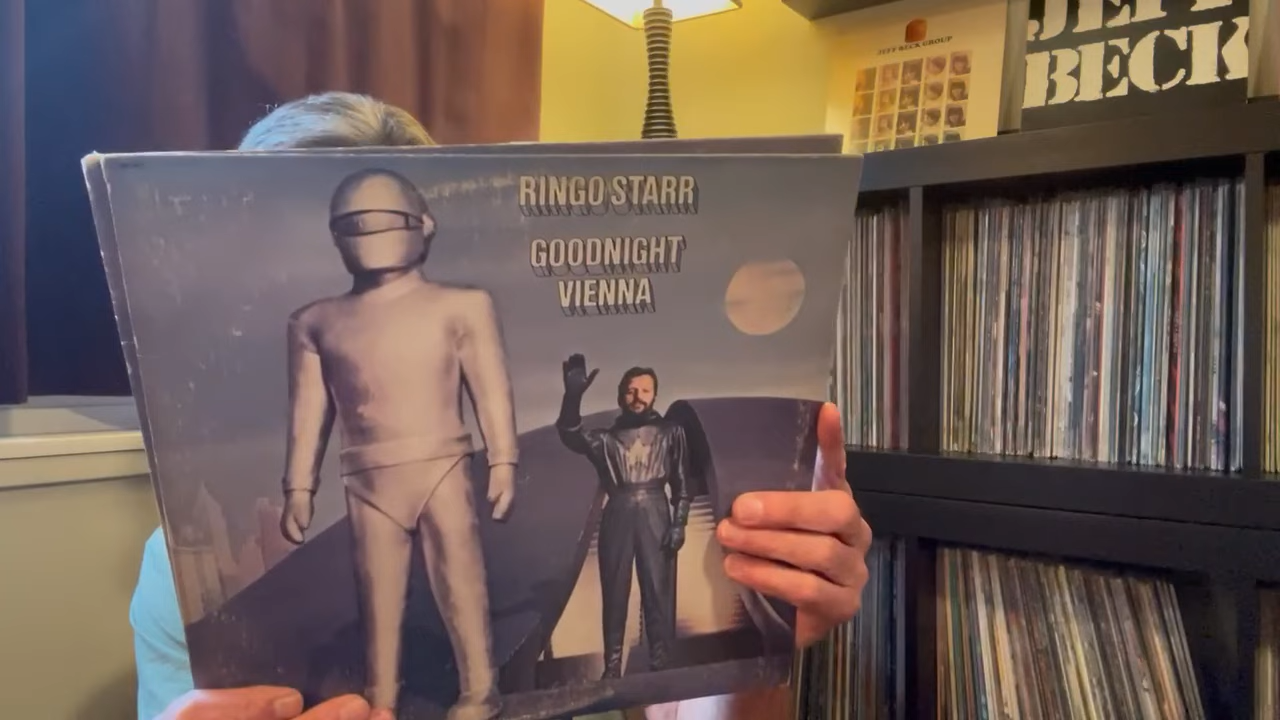 RINGO STARR
GOODNIGHT
VIENNA
JEFF BECK GROUP
JEFF
BECK